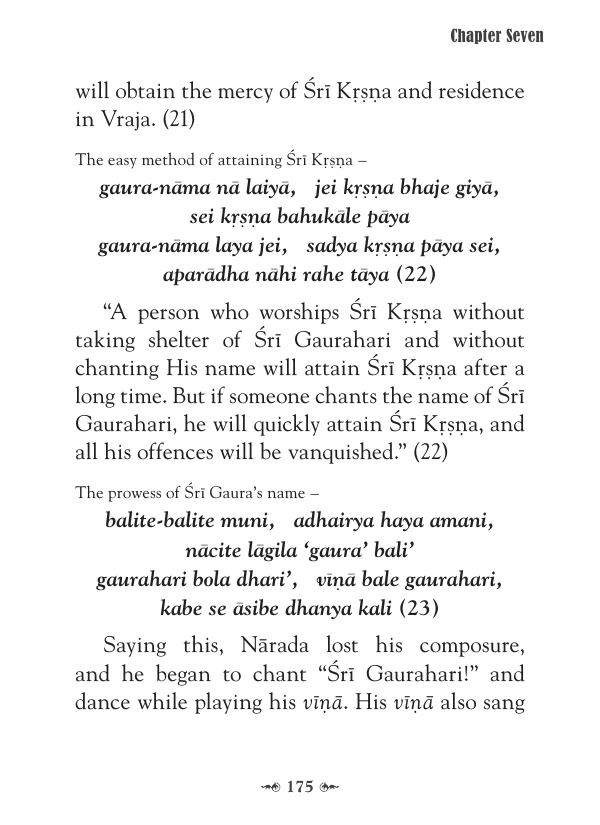 Chapter Seven
will obtain the mercy of Śrī Kṛṣṇa and residence
in Vraja. (21)
The easy method of attaining Śrī Kṛṣṇa –
gaura-nāma nā laiyā, jei kṛṣṇa bhaje giyā,
sei kṛṣṇa bahukāle pāya
gaura-nāma laya jei, sadya kṛṣṇa pāya sei,
aparādha nāhi rahe tāya (22)
“A person who worships Śrī Kṛṣṇa without
taking shelter of Śrī Gaurahari and without
chanting His name will attain Śrī Kṛṣṇa after a
long time. But if someone chants the name of Śrī
Gaurahari, he will quickly attain Śrī Kṛṣṇa, and
all his offences will be vanquished.” (22)
The prowess of Śrī Gaura’s name –
balite-balite muni, adhairya haya amani,
nācite lāgila ‘gaura’ bali’
gaurahari bola dhari’, vīṇā bale gaurahari,
kabe se āsibe dhanya kali (23)
Saying this, Nārada lost his composure,
and he began to chant “Śrī Gaurahari!” and
dance while playing his vīṇā. His vīṇā also sang
175